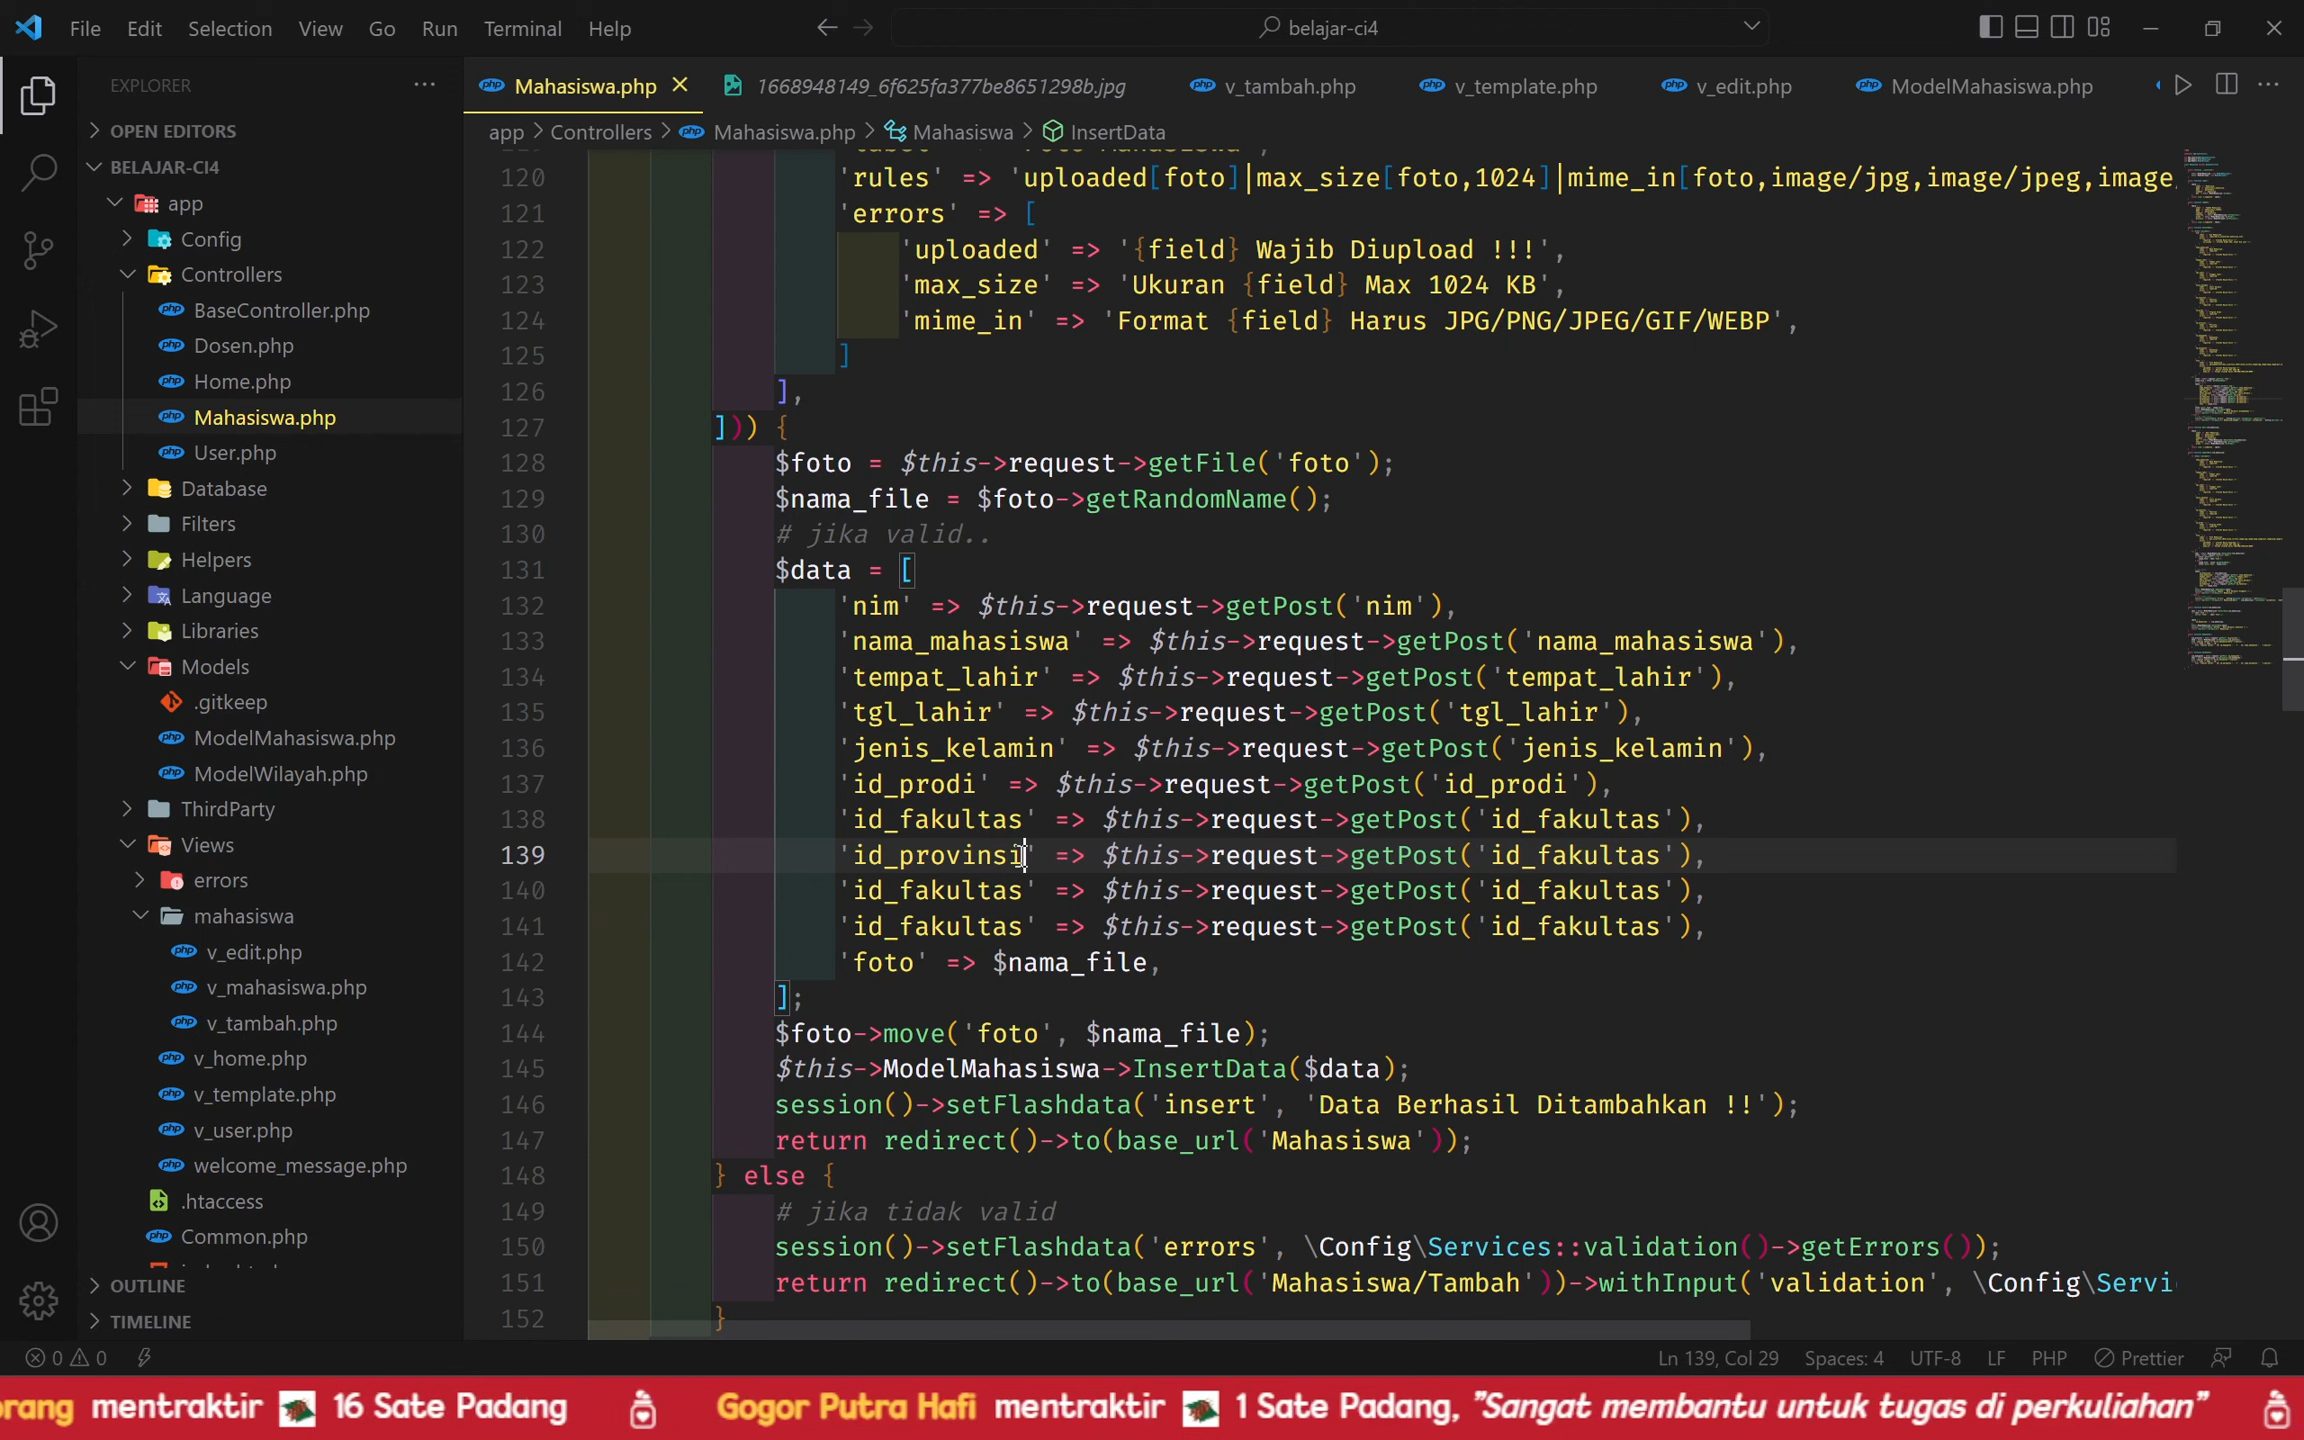 File Edit Selection View Go Run Terminal Help
belajar-ci4
EXPLORER
OPEN EDITORS
BELAJAR-CI4
app
Config
Controllers
BaseController.php
Dosen.php
Home.php
Mahasiswa.php
User.php
Database
Filters
Helpers
Language
Libraries
Models
.gitkeep
ModelMahasiswa.php
ModelWilayah.php
ThirdParty
Views
errors
mahasiswa
v_edit.php
v_mahasiswa.php
v_tambah.php
v_home.php
v_template.php
v_user.php
welcome_message.php
.htaccess
Common.php
OUTLINE
TIMELINE
Mahasiswa.php 1668948149_6f625fa377be8651298b.jpg v_tambah.php v_template.php v_edit.php ModelMahasiswa.php
app > Controllers > Mahasiswa.php > Mahasiswa > InsertData
120 'rules' => 'uploaded[foto]|max_size[foto,1024]|mime_in[foto,image/jpg,image/jpeg,image/
121 'errors' => [
122 'uploaded' => '{field} Wajib Diupload !!!',
123 'max_size' => 'Ukuran {field} Max 1024 KB',
124 'mime_in' => 'Format {field} Harus JPG/PNG/JPEG/GIF/WEBP',
125 ]
126 ],
127 ])) {
128 $foto = $this->request->getFile('foto');
129 $nama_file = $foto->getRandomName();
130 # jika valid..
131 $data = [
132 'nim' => $this->request->getPost('nim'),
133 'nama_mahasiswa' => $this->request->getPost('nama_mahasiswa'),
134 'tempat_lahir' => $this->request->getPost('tempat_lahir'),
135 'tgl_lahir' => $this->request->getPost('tgl_lahir'),
136 'jenis_kelamin' => $this->request->getPost('jenis_kelamin'),
137 'id_prodi' => $this->request->getPost('id_prodi'),
138 'id_fakultas' => $this->request->getPost('id_fakultas'),
139 'id_provinsi' => $this->request->getPost('id_fakultas'),
140 'id_fakultas' => $this->request->getPost('id_fakultas'),
141 'id_fakultas' => $this->request->getPost('id_fakultas'),
142 'foto' => $nama_file,
143 ];
144 $foto->move('foto', $nama_file);
145 $this->ModelMahasiswa->InsertData($data);
146 session()->setFlashdata('insert', 'Data Berhasil Ditambahkan !!');
147 return redirect()->to(base_url('Mahasiswa'));
148 } else {
149 # jika tidak valid
150 session()->setFlashdata('errors', \Config\Services::validation()->getErrors());
151 return redirect()->to(base_url('Mahasiswa/Tambah'))->withInput('validation', \Config\Servi
152 }
0 0 Ln 139, Col 29 Spaces: 4 UTF-8 LF PHP Prettier
orang mentraktir 16 Sate Padang Gogor Putra Hafi mentraktir 1 Sate Padang, "Sangat membantu untuk tugas di perkuliahan"